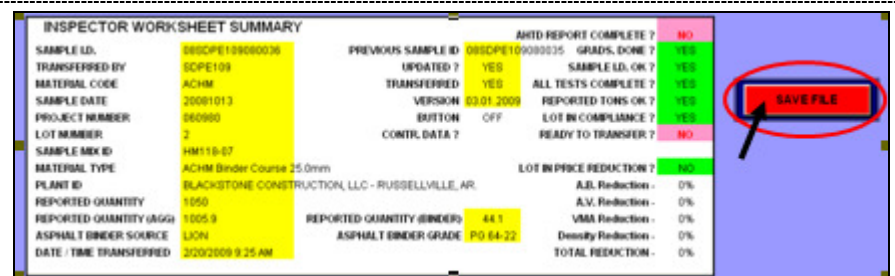 INSPECTOR WORKSHEET SUMMARY AHTD REPORT COMPLETE ? NO
SAMPLE I.D. 08SDPE109080036 PREVIOUS SAMPLE ID 08SDPE109080035 GRADS. DONE ? YES
TRANSFERRED BY SDPE109 UPDATED ? YES SAMPLE I.D. OK ? YES
MATERIAL CODE ACHM TRANSFERRED YES ALL TESTS COMPLETE ? YES
SAMPLE DATE 20081013 VERSION 03.01.2009 REPORTED TONS OK ? YES
PROJECT NUMBER 060980 BUTTON OFF LOT IN COMPLIANCE ? YES
LOT NUMBER 2 CONTR. DATA ? READY TO TRANSFER ? NO
SAMPLE MIX ID HM119-07
MATERIAL TYPE ACHM Binder Course 25.0mm LOT IN PRICE REDUCTION ? NO
PLANT ID BLACKSTONE CONSTRUCTION, LLC - RUSSELLVILLE, AR. A.B. Reduction - 0%
REPORTED QUANTITY 1050 A.V. Reduction - 0%
REPORTED QUANTITY (AGG) 1005.9 REPORTED QUANTITY (BINDER) 44.1 VMA Reduction - 0%
ASPHALT BINDER SOURCE LION ASPHALT BINDER GRADE PG 64-22 Density Reduction - 0%
DATE / TIME TRANSFERRED 2/20/2009 9:25 AM TOTAL REDUCTION - 0%
SAVE FILE